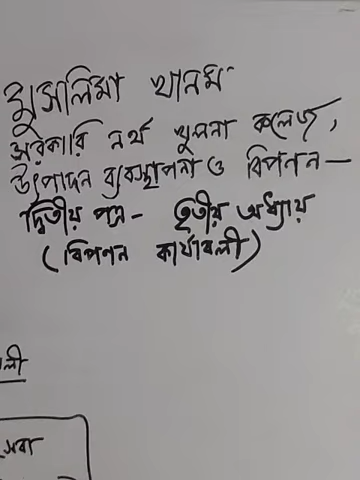 মুসলিমা খানম
সরকারি নর্থ খুলনা কলেজ,
উৎপাদন ব্যবস্থাপনা ও বিপণন –
দ্বিতীয় পত্র - তৃতীয় অধ্যায়
(বিপণন কার্যাবলী)